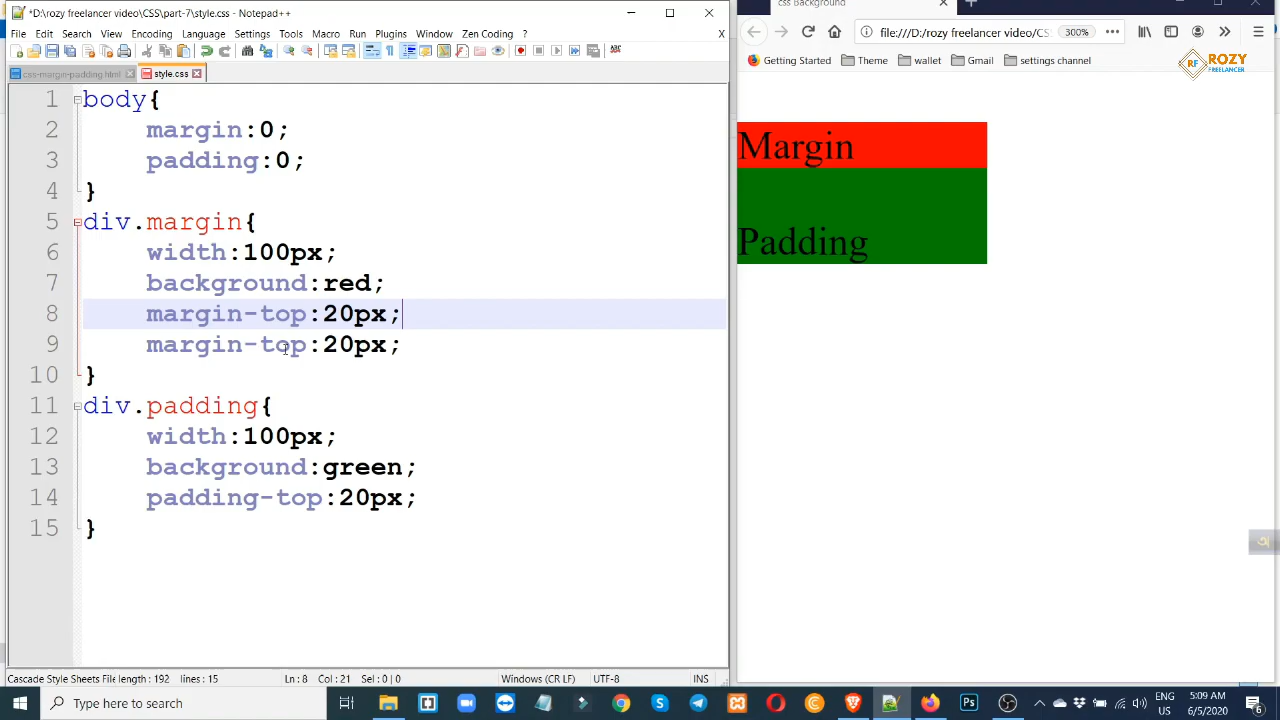 *D:\rozy freelancer video\CSS\part-7\style.css - Notepad++
css Background
File Edit Search View Encoding Language Settings Tools Macro Run Plugins Window Zen Coding ? X
file:///D:/rozy freelancer video/CS 300%
Getting Started Theme wallet Gmail settings channel
RF ROZY
FREELANCER
css-margin-padding.html style.css
1 body{
2 margin:0;
3 padding:0;
4 }
5 div.margin{
6 width:100px;
7 background:red;
8 margin-top:20px;
9 margin-top:20px;
10 }
11 div.padding{
12 width:100px;
13 background:green;
14 padding-top:20px;
15 }
Margin
Padding
অ
Cascade Style Sheets File length : 192 lines : 15 Ln : 8 Col : 21 Sel : 0 | 0 Windows (CR LF) UTF-8 INS
Type here to search
ENG
US
5:09 AM
6/5/2020
6